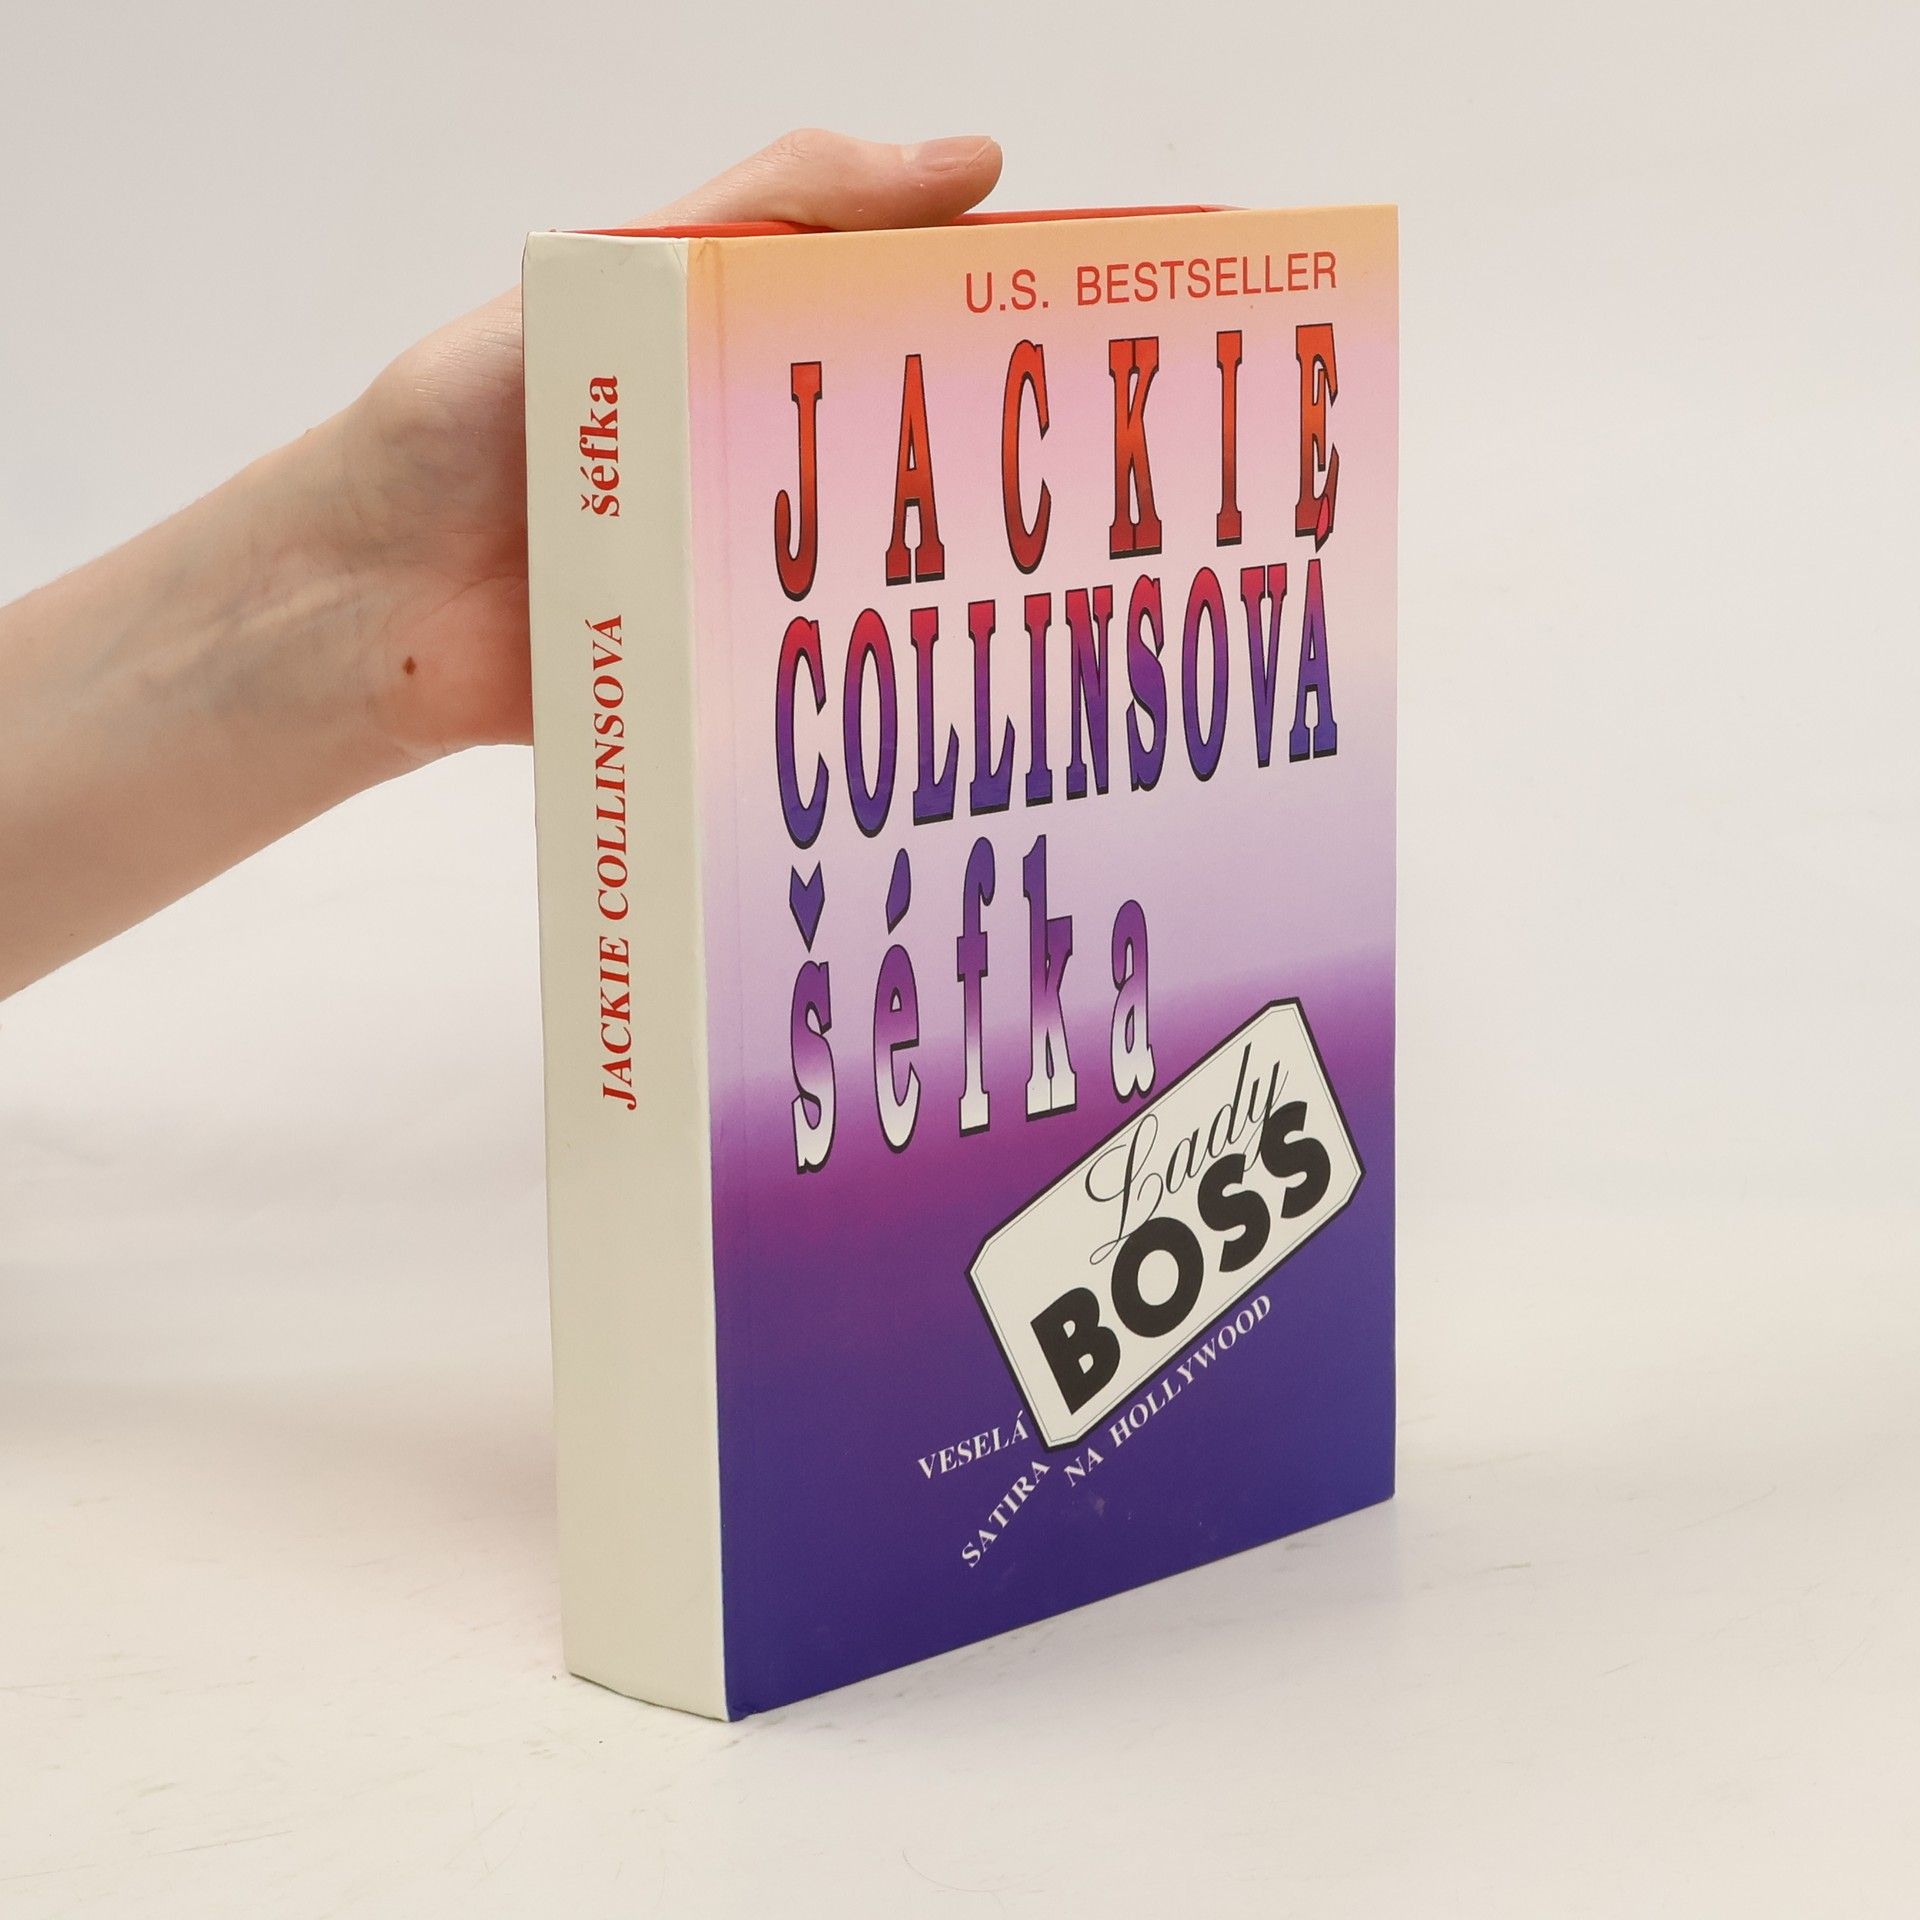 JACKIE COLLINSOVÁ šéfka
U.S. BESTSELLER
JACKIE
COLLINSOVÁ
šéfka
Lady
BOSS
VESELÁ
SATIRA NA HOLLYWOOD